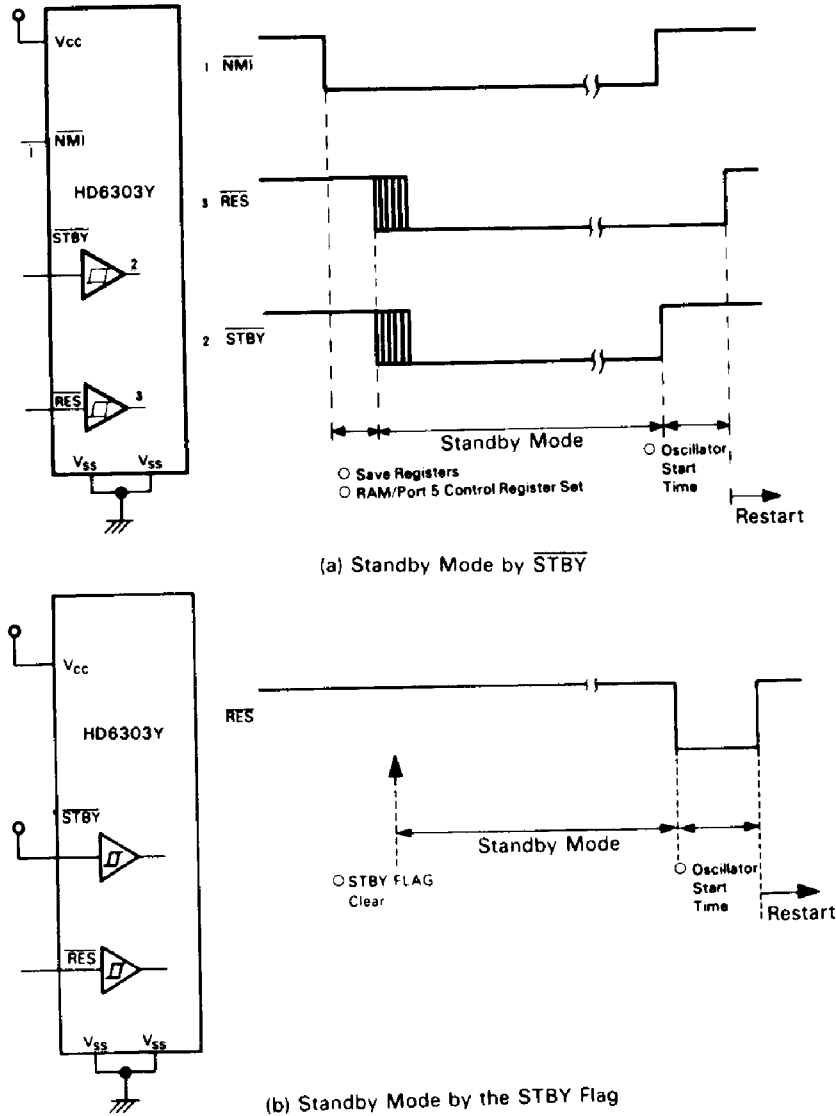 Vcc
NMI
1
HD6303Y
STBY
2
RES
3
Vss Vss
1 NMI
3 RES
2 STBY
Standby Mode
○ Save Registers
○ RAM/Port 5 Control Register Set
○ Oscillator
Start
Time
Restart
(a) Standby Mode by STBY
Vcc
HD6303Y
STBY
RES
Vss Vss
RES
Standby Mode
○ STBY FLAG
Clear
○ Oscillator
Start
Time
Restart
(b) Standby Mode by the STBY Flag